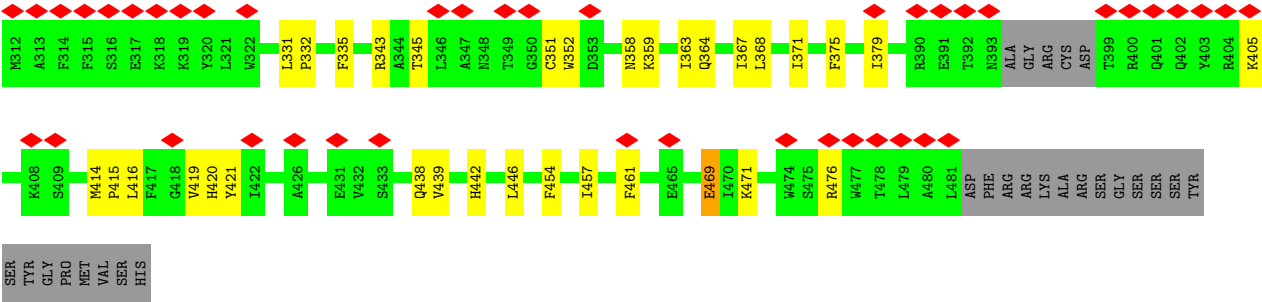 M312 A313 F314 F315 S316 E317 K318 K319 Y320 L321 W322 L331 P332 F335 R343 A344 T345 L346 A347 N348 T349 G350 C351 W352 D353 N358 K359 I363 Q364 I367 L368 I371 F375 I379 R390 E391 T392 N393 ALA GLY ARG CYS ASP T399 R400 Q401 Q402 Y403 R404 K405
K408 S409 M414 P415 L416 F417 G418 V419 H420 Y421 I422 A426 E431 V432 S433 Q438 V439 H442 L446 F454 I457 F461 E465 E469 I470 K471 W474 S475 R476 W477 T478 L479 A480 L481 ASP PHE ARG ARG LYS ALA ARG SER GLY SER SER SER TYR
SER TYR GLY PRO MET VAL SER HIS